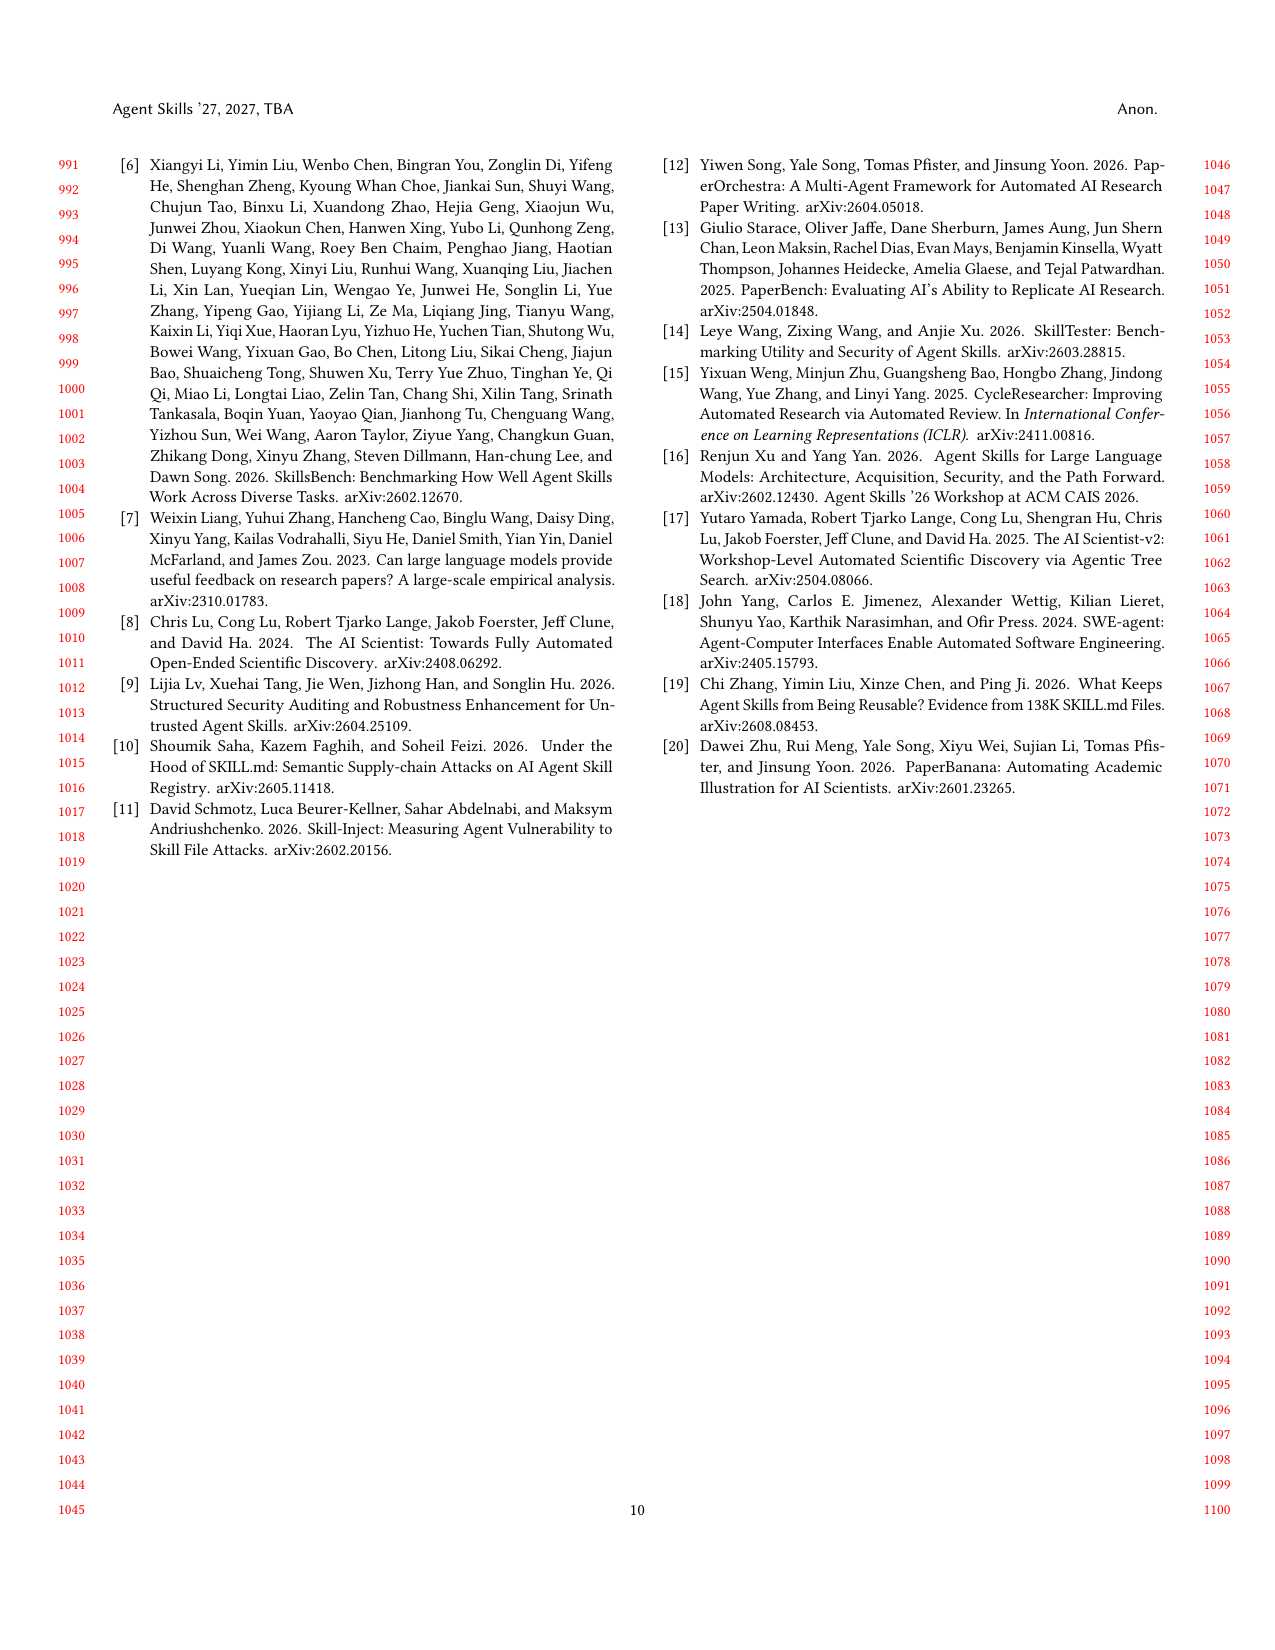 Agent Skills ’27, 2027, TBA
Anon.
991
992
993
994
995
996
997
998
999
1000
1001
1002
1003
1004
1005
1006
1007
1008
1009
1010
1011
1012
1013
1014
1015
1016
1017
1018
1019
1020
1021
1022
1023
1024
1025
1026
1027
1028
1029
1030
1031
1032
1033
1034
1035
1036
1037
1038
1039
1040
1041
1042
1043
1044
1045
[6] Xiangyi Li, Yimin Liu, Wenbo Chen, Bingran You, Zonglin Di, Yifeng
He, Shenghan Zheng, Kyoung Whan Choe, Jiankai Sun, Shuyi Wang,
Chujun Tao, Binxu Li, Xuandong Zhao, Hejia Geng, Xiaojun Wu,
Junwei Zhou, Xiaokun Chen, Hanwen Xing, Yubo Li, Qunhong Zeng,
Di Wang, Yuanli Wang, Roey Ben Chaim, Penghao Jiang, Haotian
Shen, Luyang Kong, Xinyi Liu, Runhui Wang, Xuanqing Liu, Jiachen
Li, Xin Lan, Yueqian Lin, Wengao Ye, Junwei He, Songlin Li, Yue
Zhang, Yipeng Gao, Yijiang Li, Ze Ma, Liqiang Jing, Tianyu Wang,
Kaixin Li, Yiqi Xue, Haoran Lyu, Yizhuo He, Yuchen Tian, Shutong Wu,
Bowei Wang, Yixuan Gao, Bo Chen, Litong Liu, Sikai Cheng, Jiajun
Bao, Shuaicheng Tong, Shuwen Xu, Terry Yue Zhuo, Tinghan Ye, Qi
Qi, Miao Li, Longtai Liao, Zelin Tan, Chang Shi, Xilin Tang, Srinath
Tankasala, Boqin Yuan, Yaoyao Qian, Jianhong Tu, Chenguang Wang,
Yizhou Sun, Wei Wang, Aaron Taylor, Ziyue Yang, Changkun Guan,
Zhikang Dong, Xinyu Zhang, Steven Dillmann, Han-chung Lee, and
Dawn Song. 2026. SkillsBench: Benchmarking How Well Agent Skills
Work Across Diverse Tasks. arXiv:2602.12670.
[7] Weixin Liang, Yuhui Zhang, Hancheng Cao, Binglu Wang, Daisy Ding,
Xinyu Yang, Kailas Vodrahalli, Siyu He, Daniel Smith, Yian Yin, Daniel
McFarland, and James Zou. 2023. Can large language models provide
useful feedback on research papers? A large-scale empirical analysis.
arXiv:2310.01783.
[8] Chris Lu, Cong Lu, Robert Tjarko Lange, Jakob Foerster, Jeff Clune,
and David Ha. 2024. The AI Scientist: Towards Fully Automated
Open-Ended Scientific Discovery. arXiv:2408.06292.
[9] Lijia Lv, Xuehai Tang, Jie Wen, Jizhong Han, and Songlin Hu. 2026.
Structured Security Auditing and Robustness Enhancement for Un-
trusted Agent Skills. arXiv:2604.25109.
[10] Shoumik Saha, Kazem Faghih, and Soheil Feizi. 2026. Under the
Hood of SKILL.md: Semantic Supply-chain Attacks on AI Agent Skill
Registry. arXiv:2605.11418.
[11] David Schmotz, Luca Beurer-Kellner, Sahar Abdelnabi, and Maksym
Andriushchenko. 2026. Skill-Inject: Measuring Agent Vulnerability to
Skill File Attacks. arXiv:2602.20156.
[12] Yiwen Song, Yale Song, Tomas Pfister, and Jinsung Yoon. 2026. Pap-
erOrchestra: A Multi-Agent Framework for Automated AI Research
Paper Writing. arXiv:2604.05018.
[13] Giulio Starace, Oliver Jaffe, Dane Sherburn, James Aung, Jun Shern
Chan, Leon Maksin, Rachel Dias, Evan Mays, Benjamin Kinsella, Wyatt
Thompson, Johannes Heidecke, Amelia Glaese, and Tejal Patwardhan.
2025. PaperBench: Evaluating AI’s Ability to Replicate AI Research.
arXiv:2504.01848.
[14] Leye Wang, Zixing Wang, and Anjie Xu. 2026. SkillTester: Bench-
marking Utility and Security of Agent Skills. arXiv:2603.28815.
[15] Yixuan Weng, Minjun Zhu, Guangsheng Bao, Hongbo Zhang, Jindong
Wang, Yue Zhang, and Linyi Yang. 2025. CycleResearcher: Improving
Automated Research via Automated Review. In International Confer-
ence on Learning Representations (ICLR). arXiv:2411.00816.
[16] Renjun Xu and Yang Yan. 2026. Agent Skills for Large Language
Models: Architecture, Acquisition, Security, and the Path Forward.
arXiv:2602.12430. Agent Skills ’26 Workshop at ACM CAIS 2026.
[17] Yutaro Yamada, Robert Tjarko Lange, Cong Lu, Shengran Hu, Chris
Lu, Jakob Foerster, Jeff Clune, and David Ha. 2025. The AI Scientist-v2:
Workshop-Level Automated Scientific Discovery via Agentic Tree
Search. arXiv:2504.08066.
[18] John Yang, Carlos E. Jimenez, Alexander Wettig, Kilian Lieret,
Shunyu Yao, Karthik Narasimhan, and Ofir Press. 2024. SWE-agent:
Agent-Computer Interfaces Enable Automated Software Engineering.
arXiv:2405.15793.
[19] Chi Zhang, Yimin Liu, Xinze Chen, and Ping Ji. 2026. What Keeps
Agent Skills from Being Reusable? Evidence from 138K SKILL.md Files.
arXiv:2608.08453.
[20] Dawei Zhu, Rui Meng, Yale Song, Xiyu Wei, Sujian Li, Tomas Pfis-
ter, and Jinsung Yoon. 2026. PaperBanana: Automating Academic
Illustration for AI Scientists. arXiv:2601.23265.
1046
1047
1048
1049
1050
1051
1052
1053
1054
1055
1056
1057
1058
1059
1060
1061
1062
1063
1064
1065
1066
1067
1068
1069
1070
1071
1072
1073
1074
1075
1076
1077
1078
1079
1080
1081
1082
1083
1084
1085
1086
1087
1088
1089
1090
1091
1092
1093
1094
1095
1096
1097
1098
1099
1100
10